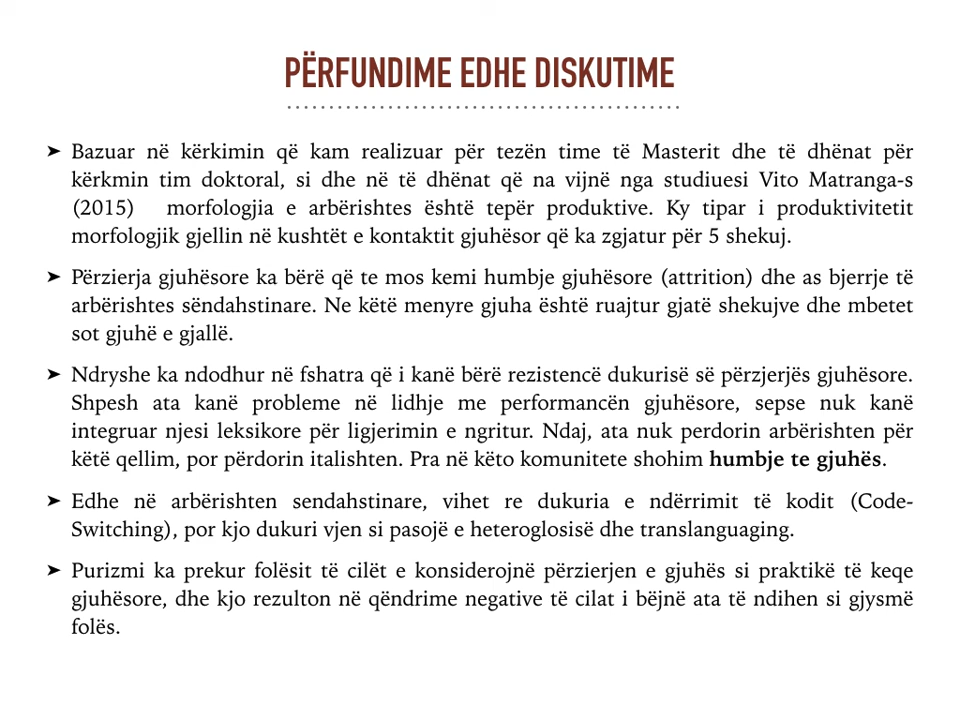 PËRFUNDIME EDHE DISKUTIME
➤ Bazuar në kërkimin që kam realizuar për tezën time të Masterit dhe të dhënat për
kërkmin tim doktoral, si dhe në të dhënat që na vijnë nga studiuesi Vito Matranga-s
(2015) morfologjia e arbërishtes është tepër produktive. Ky tipar i produktivitetit
morfologjik gjellin në kushtët e kontaktit gjuhësor që ka zgjatur për 5 shekuj.
➤ Përzierja gjuhësore ka bërë që te mos kemi humbje gjuhësore (attrition) dhe as bjerrje të
arbërishtes sëndahstinare. Ne këtë menyre gjuha është ruajtur gjatë shekujve dhe mbetet
sot gjuhë e gjallë.
➤ Ndryshe ka ndodhur në fshatra që i kanë bërë rezistencë dukurisë së përzjerjës gjuhësore.
Shpesh ata kanë probleme në lidhje me performancën gjuhësore, sepse nuk kanë
integruar njesi leksikore për ligjerimin e ngritur. Ndaj, ata nuk perdorin arbërishten për
këtë qellim, por përdorin italishten. Pra në këto komunitete shohim humbje te gjuhës.
➤ Edhe në arbërishten sendahstinare, vihet re dukuria e ndërrimit të kodit (Code-
Switching), por kjo dukuri vjen si pasojë e heteroglosisë dhe translanguaging.
➤ Purizmi ka prekur folësit të cilët e konsiderojnë përzierjen e gjuhës si praktikë të keqe
gjuhësore, dhe kjo rezulton në qëndrime negative të cilat i bëjnë ata të ndihen si gjysmë
folës.